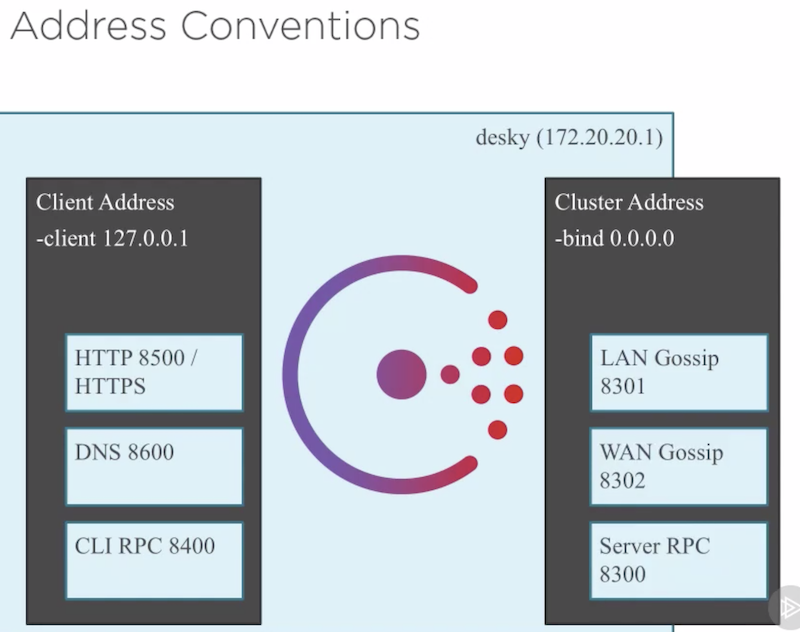 Address Conventions
desky (172.20.20.1)
Client Address
-client 127.0.0.1
HTTP 8500 /
HTTPS
DNS 8600
CLI RPC 8400
Cluster Address
-bind 0.0.0.0
LAN Gossip
8301
WAN Gossip
8302
Server RPC
8300